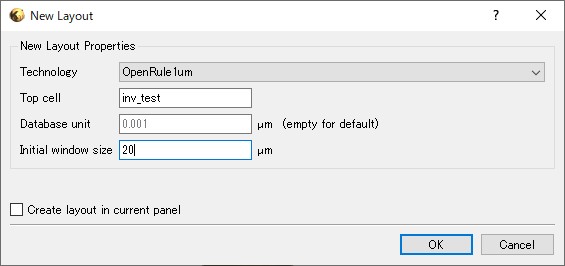 New Layout
New Layout Properties
Technology OpenRule1um
Top cell inv_test
Database unit 0.001 μm (empty for default)
Initial window size 20 μm
Create layout in current panel
OK Cancel